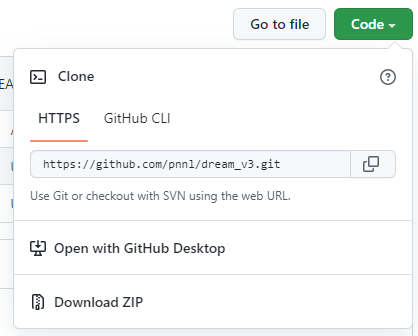 Go to file
Code
Clone
HTTPS
GitHub CLI
https://github.com/pnnl/dream_v3.git
Use Git or checkout with SVN using the web URL.
Open with GitHub Desktop
Download ZIP